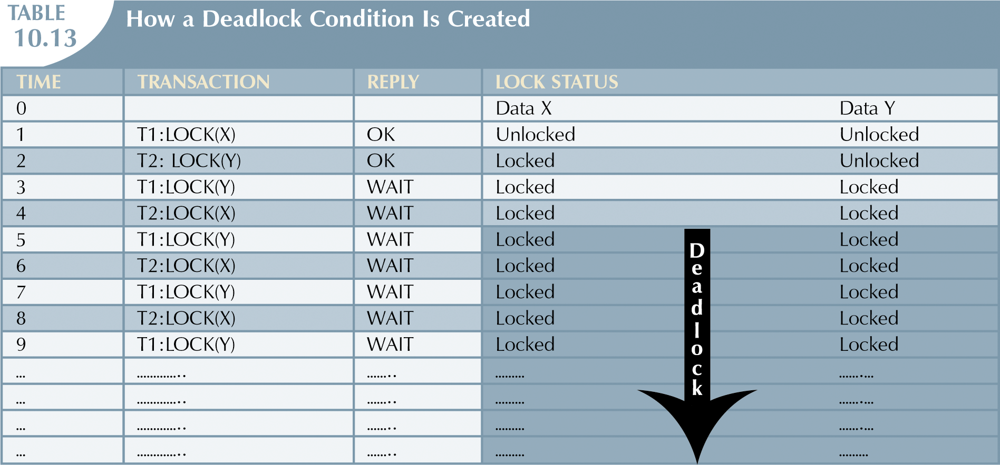 TABLE
10.13
How a Deadlock Condition Is Created
TIME TRANSACTION REPLY LOCK STATUS
0 Data X Data Y
1 T1:LOCK(X) OK Unlocked Unlocked
2 T2: LOCK(Y) OK Locked Unlocked
3 T1:LOCK(Y) WAIT Locked Locked
4 T2:LOCK(X) WAIT Locked Locked
5 T1:LOCK(Y) WAIT Locked Locked
6 T2:LOCK(X) WAIT Locked Locked
7 T1:LOCK(Y) WAIT Locked Locked
8 T2:LOCK(X) WAIT Locked Locked
9 T1:LOCK(Y) WAIT Locked Locked
... .............. ........ ......... ..........
... .............. ........ ......... ..........
... .............. ........ ......... ..........
... .............. ........ ......... .........
Deadlock